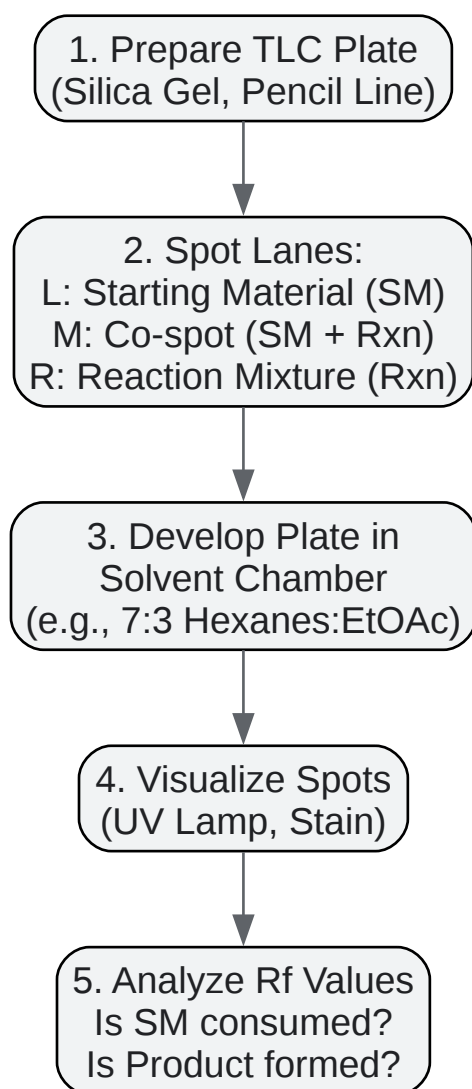 1. Prepare TLC Plate
(Silica Gel, Pencil Line)
2. Spot Lanes:
L: Starting Material (SM)
M: Co-spot (SM + Rxn)
R: Reaction Mixture (Rxn)
3. Develop Plate in
Solvent Chamber
(e.g., 7:3 Hexanes:EtOAc)
4. Visualize Spots
(UV Lamp, Stain)
5. Analyze Rf Values
Is SM consumed?
Is Product formed?